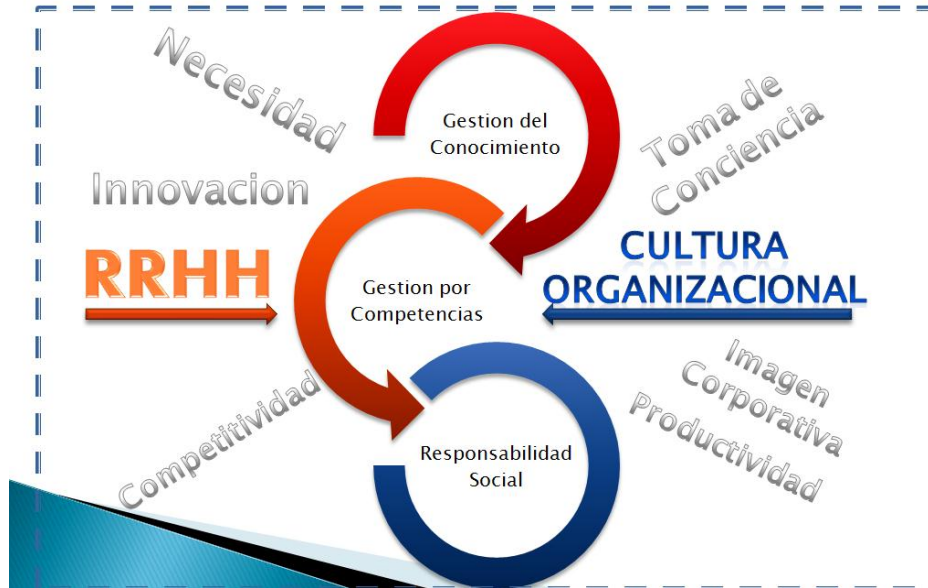 Necesidad
Gestion del
Conocimiento
Toma de
Conciencia
Innovacion
RRHH
CULTURA
ORGANIZACIONAL
Gestion por
Competencias
Imagen
Corporativa
Productividad
Competitividad
Responsabilidad
Social